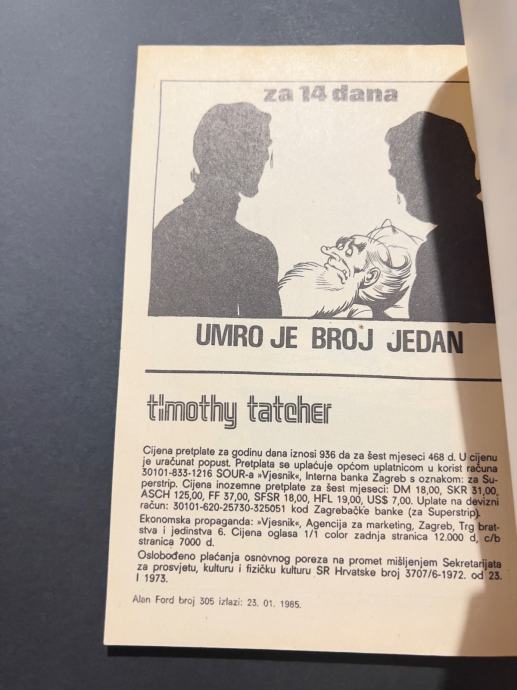 za 14 dana
UMRO JE BROJ JEDAN
timothy tatcher
Cijena pretplate za godinu dana iznosi 936 da za šest mjeseci 468 d. U cijenu
je uračunat popust. Pretplata se uplaćuje općom uplatnicom u korist računa
30101-833-1216 SOUR-a »Vjesnik«, Interna banka Zagreb s oznakom: za Su-
perstrip. Cijena inozemne pretplate za šest mjeseci: DM 18,00, SKR 31,00,
ASCH 125,00, FF 37,00, SFSR 18,00, HFL 19,00, US$ 7,00. Uplate na devizni
račun: 30101-620-25730-325051 kod Zagrebačke banke (za Superstrip).
Ekonomska propaganda: »Vjesnik«, Agencija za marketing, Zagreb, Trg brat-
stva i jedinstva 6. Cijena oglasa 1/1 color zadnja stranica 12.000 d, c/b
stranica 7000 d.
Oslobođeno plaćanja osnovnog poreza na promet mišljenjem Sekretarijata
za prosvjetu, kulturu i fizičku kulturu SR Hrvatske broj 3707/6-1972. od 23.
I 1973.
Alan Ford broj 305 izlazi: 23. 01. 1985.